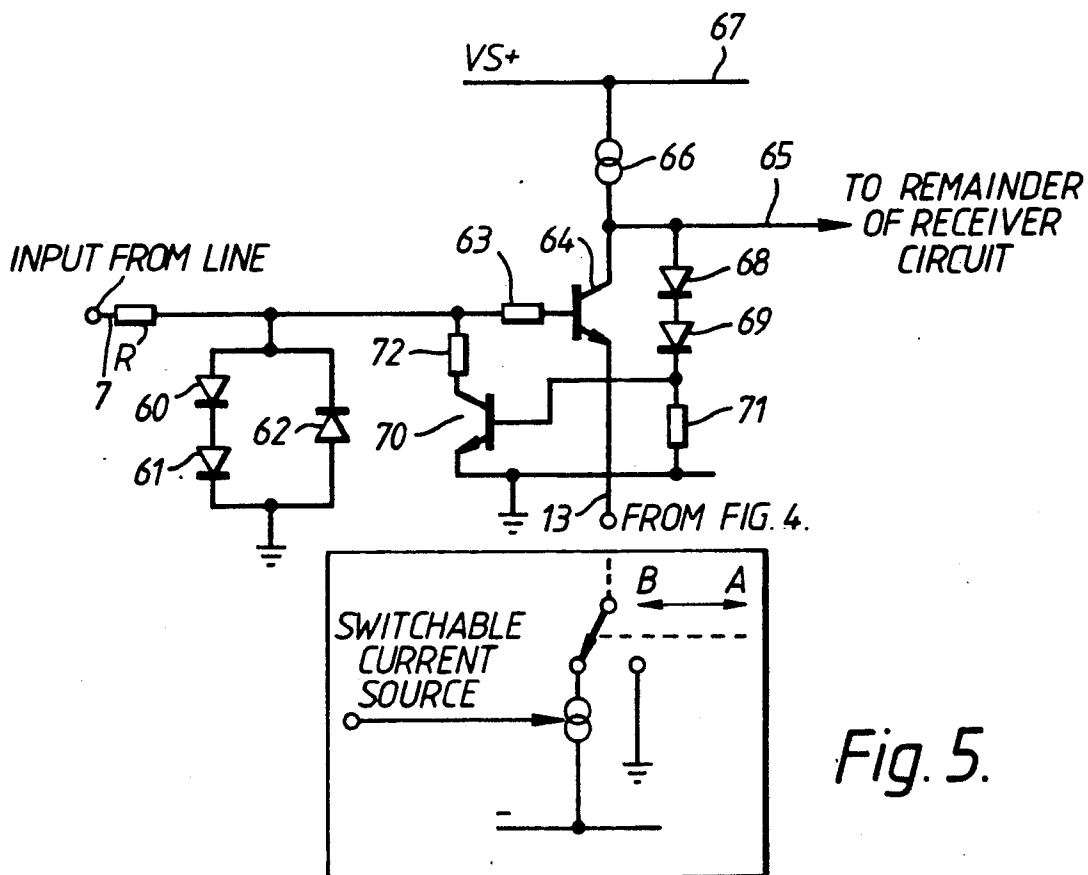 67
VS+
66
65
TO REMAINDER
OF RECEIVER
CIRCUIT
63
64
68
INPUT FROM LINE
69
72
R
7
60
62
70
71
61
13
FROM FIG. 4.
B A
SWITCHABLE
CURRENT
SOURCE
Fig. 5.
–